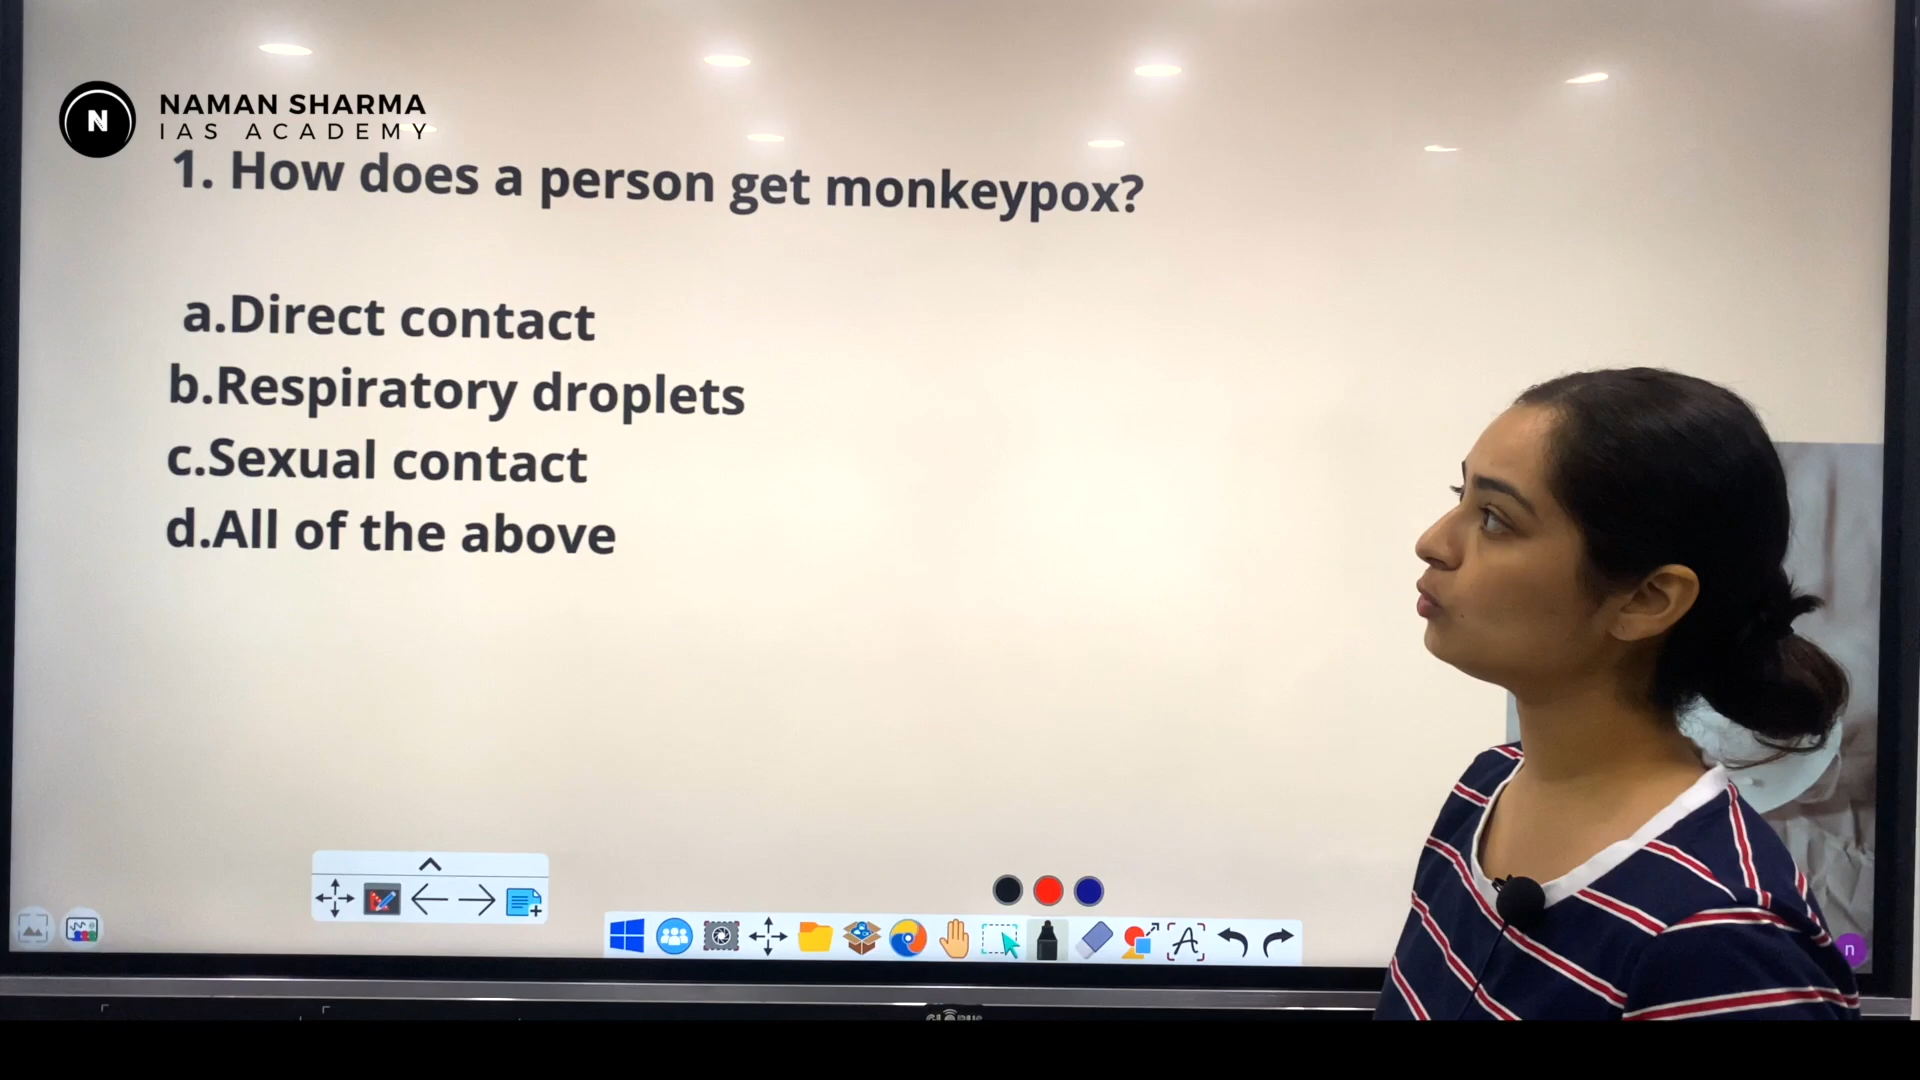 N
NAMAN SHARMA
IAS ACADEMY
1. How does a person get monkeypox?
a.Direct contact
b.Respiratory droplets
c.Sexual contact
d.All of the above
A
n